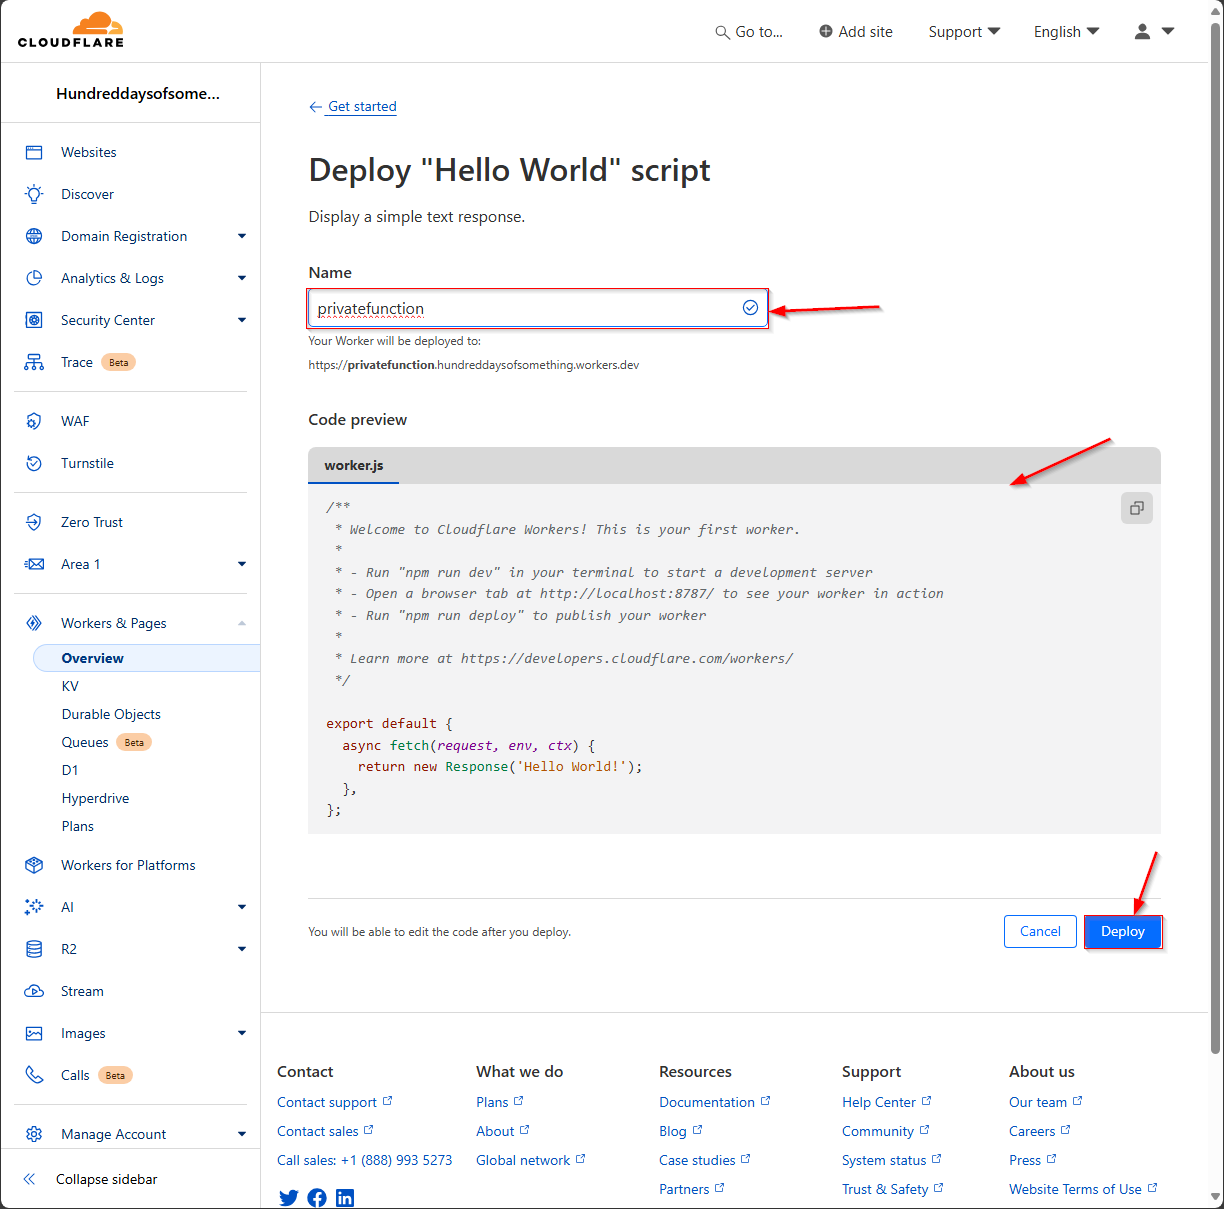 CLOUDFLARE
Go to...
Add site
Support
English
Hundreddaysofsome...
Websites
Discover
Domain Registration
Analytics & Logs
Security Center
Trace Beta
WAF
Turnstile
Zero Trust
Area 1
Workers & Pages
Overview
KV
Durable Objects
Queues Beta
D1
Hyperdrive
Plans
Workers for Platforms
AI
R2
Stream
Images
Calls Beta
Manage Account
Collapse sidebar
Get started
Deploy "Hello World" script
Display a simple text response.
Name
privatefunction
Your Worker will be deployed to:
https://privatefunction.hundreddaysofsomething.workers.dev
Code preview
worker.js
/**
* Welcome to Cloudflare Workers! This is your first worker.
*
* - Run "npm run dev" in your terminal to start a development server
* - Open a browser tab at http://localhost:8787/ to see your worker in action
* - Run "npm run deploy" to publish your worker
*
* Learn more at https://developers.cloudflare.com/workers/
*/
export default {
async fetch(request, env, ctx) {
return new Response('Hello World!');
},
};
You will be able to edit the code after you deploy.
Cancel
Deploy
Contact
Contact support
Contact sales
Call sales: +1 (888) 993 5273
What we do
Plans
About
Global network
Resources
Documentation
Blog
Case studies
Partners
Support
Help Center
Community
System status
Trust & Safety
About us
Our team
Careers
Press
Website Terms of Use